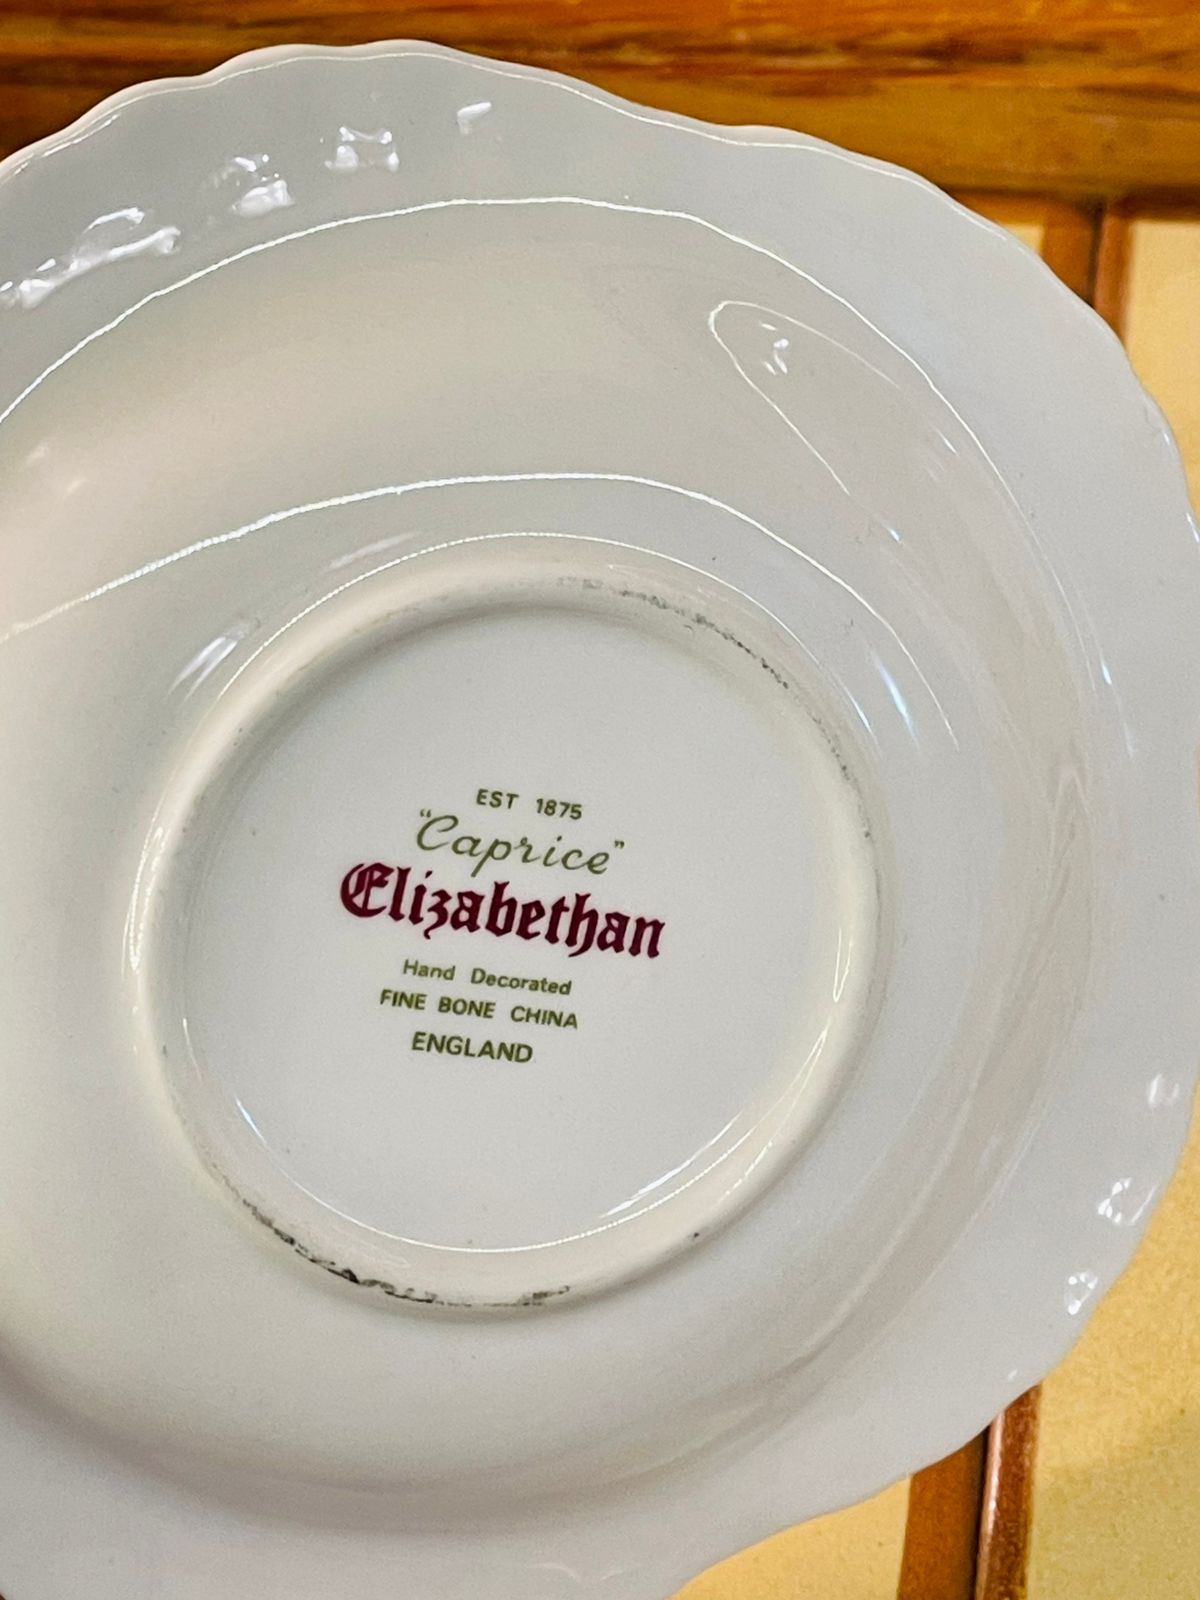 EST 1875
"Caprice"
Elizabethan
Hand Decorated
FINE BONE CHINA
ENGLAND